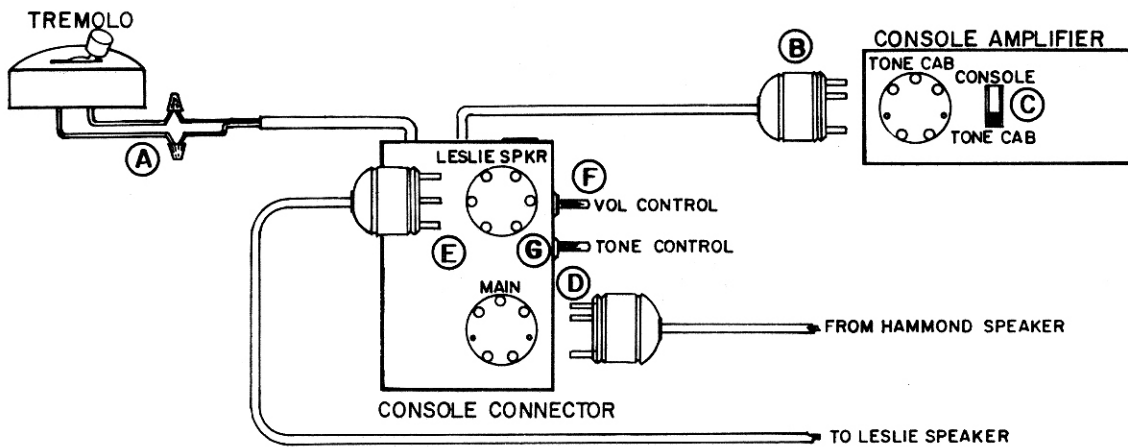 TREMOLO
A
B
CONSOLE AMPLIFIER
TONE CAB
CONSOLE
C
TONE CAB
LESLIE SPKR
F
VOL CONTROL
E
G
TONE CONTROL
MAIN
D
FROM HAMMOND SPEAKER
CONSOLE CONNECTOR
TO LESLIE SPEAKER